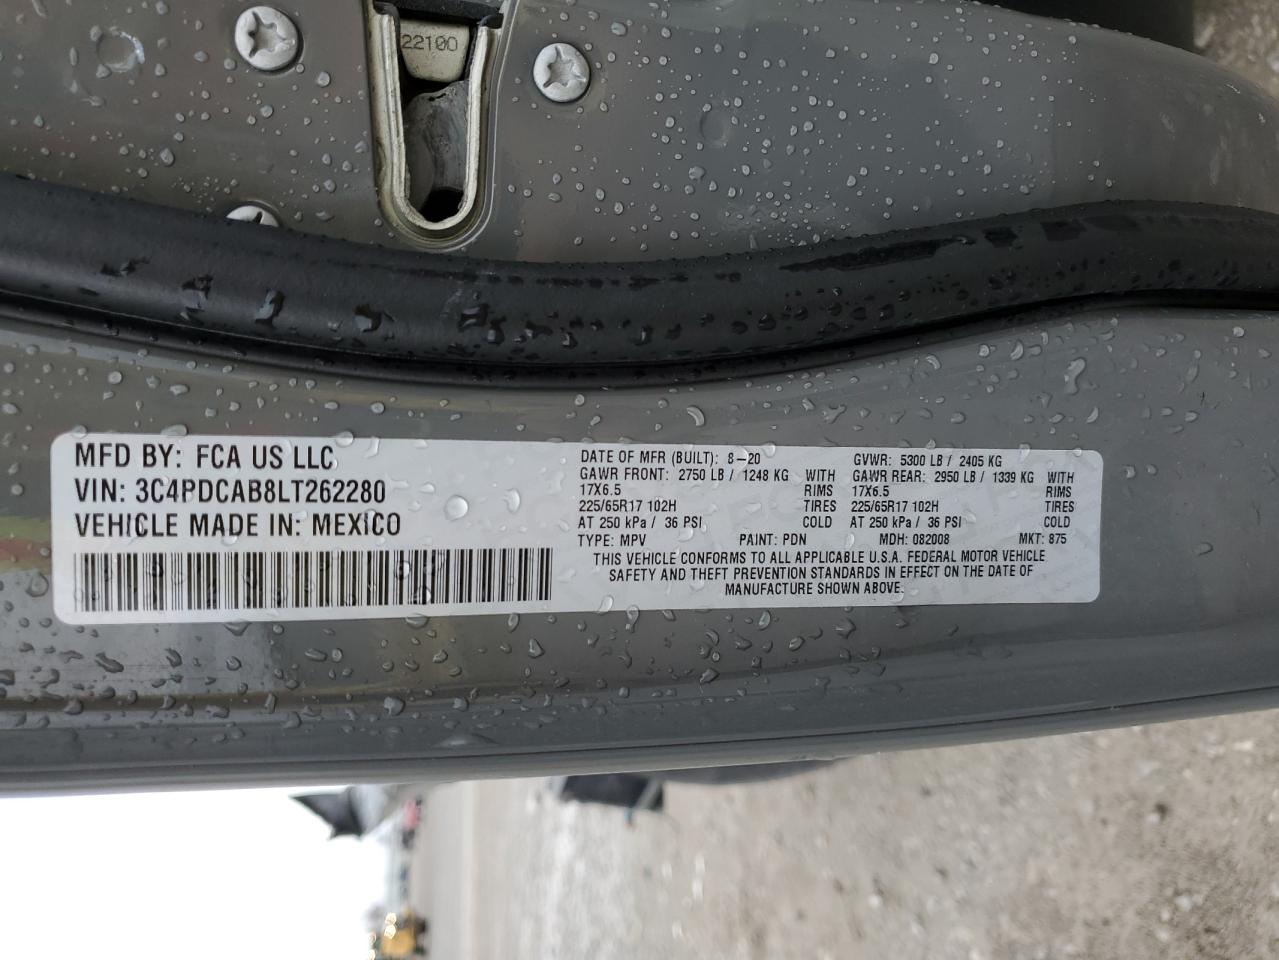 22100
MFD BY: FCA US LLC
VIN: 3C4PDCAB8LT262280
VEHICLE MADE IN: MEXICO
DATE OF MFR (BUILT): 8-20 GVWR: 5300 LB / 2405 KG
GAWR FRONT: 2750 LB / 1248 KG WITH GAWR REAR: 2950 LB / 1339 KG WITH
17X6.5 RIMS 17X6.5 RIMS
225/65R17 102H TIRES 225/65R17 102H TIRES
AT 250 kPa / 36 PSI COLD AT 250 kPa / 36 PSI COLD
TYPE: MPV PAINT: PDN MDH: 082008 MKT: 875
THIS VEHICLE CONFORMS TO ALL APPLICABLE U.S.A. FEDERAL MOTOR VEHICLE
SAFETY AND THEFT PREVENTION STANDARDS IN EFFECT ON THE DATE OF
MANUFACTURE SHOWN ABOVE.